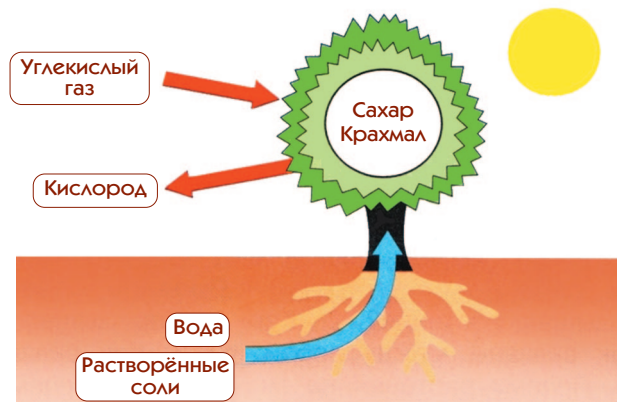 Углекислый
газ
Сахар
Крахмал
Кислород
Вода
Растворённые
соли